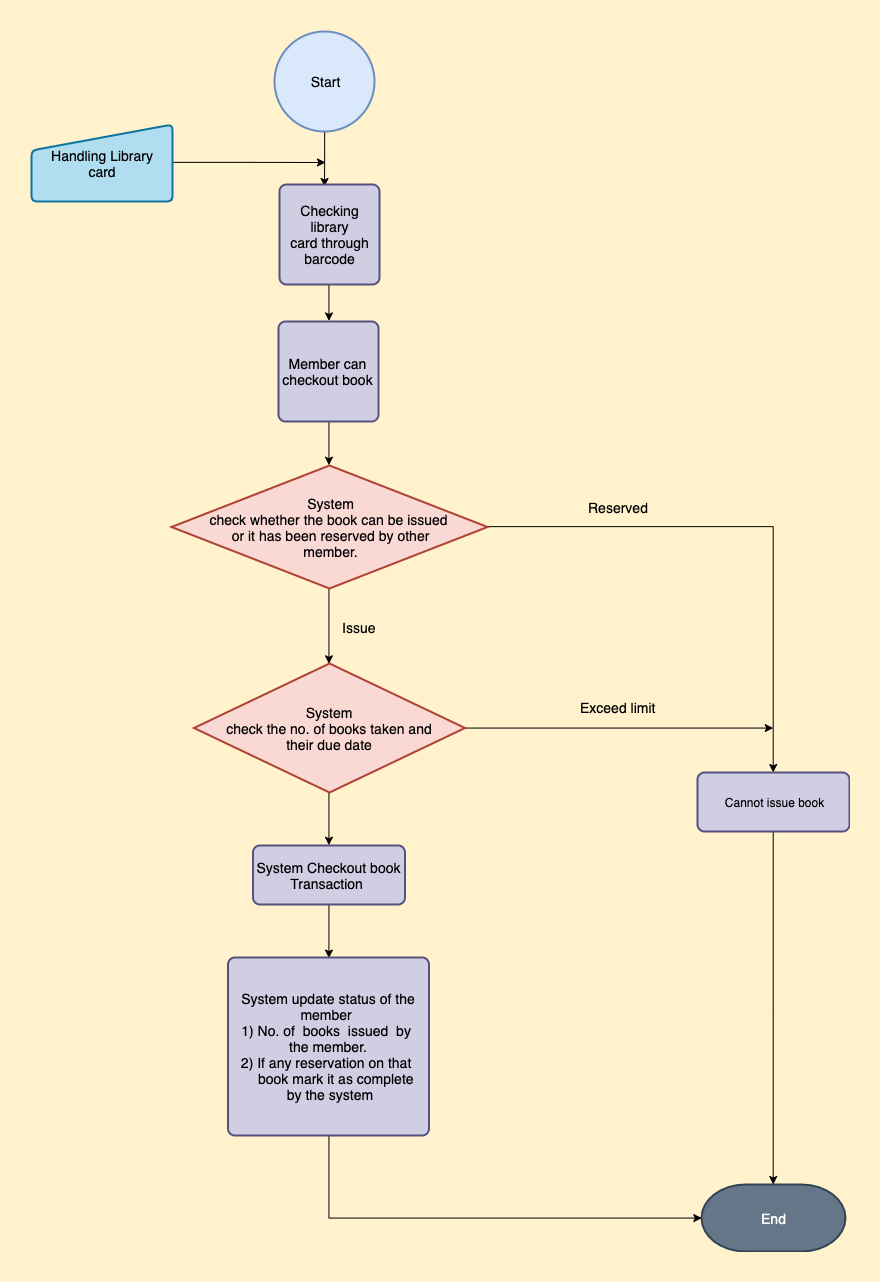 Start
Handling Library
card
Checking
library
card through
barcode
Member can
checkout book
System
check whether the book can be issued
or it has been reserved by other
member.
Reserved
Issue
System
check the no. of books taken and
their due date
Exceed limit
Cannot issue book
System Checkout book
Transaction
System update status of the
member
1) No. of books issued by
the member.
2) If any reservation on that
book mark it as complete
by the system
End